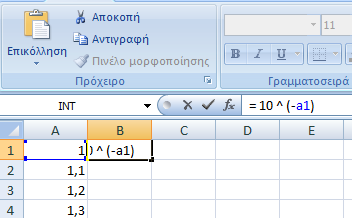 Επικόλληση
Αποκοπή
Αντιγραφή
Πινέλο μορφοποίησης
Πρόχειρο
11
B I U
Γραμματοσειρά
INT
fx
= 10 ^ (-a1)
A B C D E
1 1 0 ^ (-a1)
2 1,1
3 1,2
4 1,3